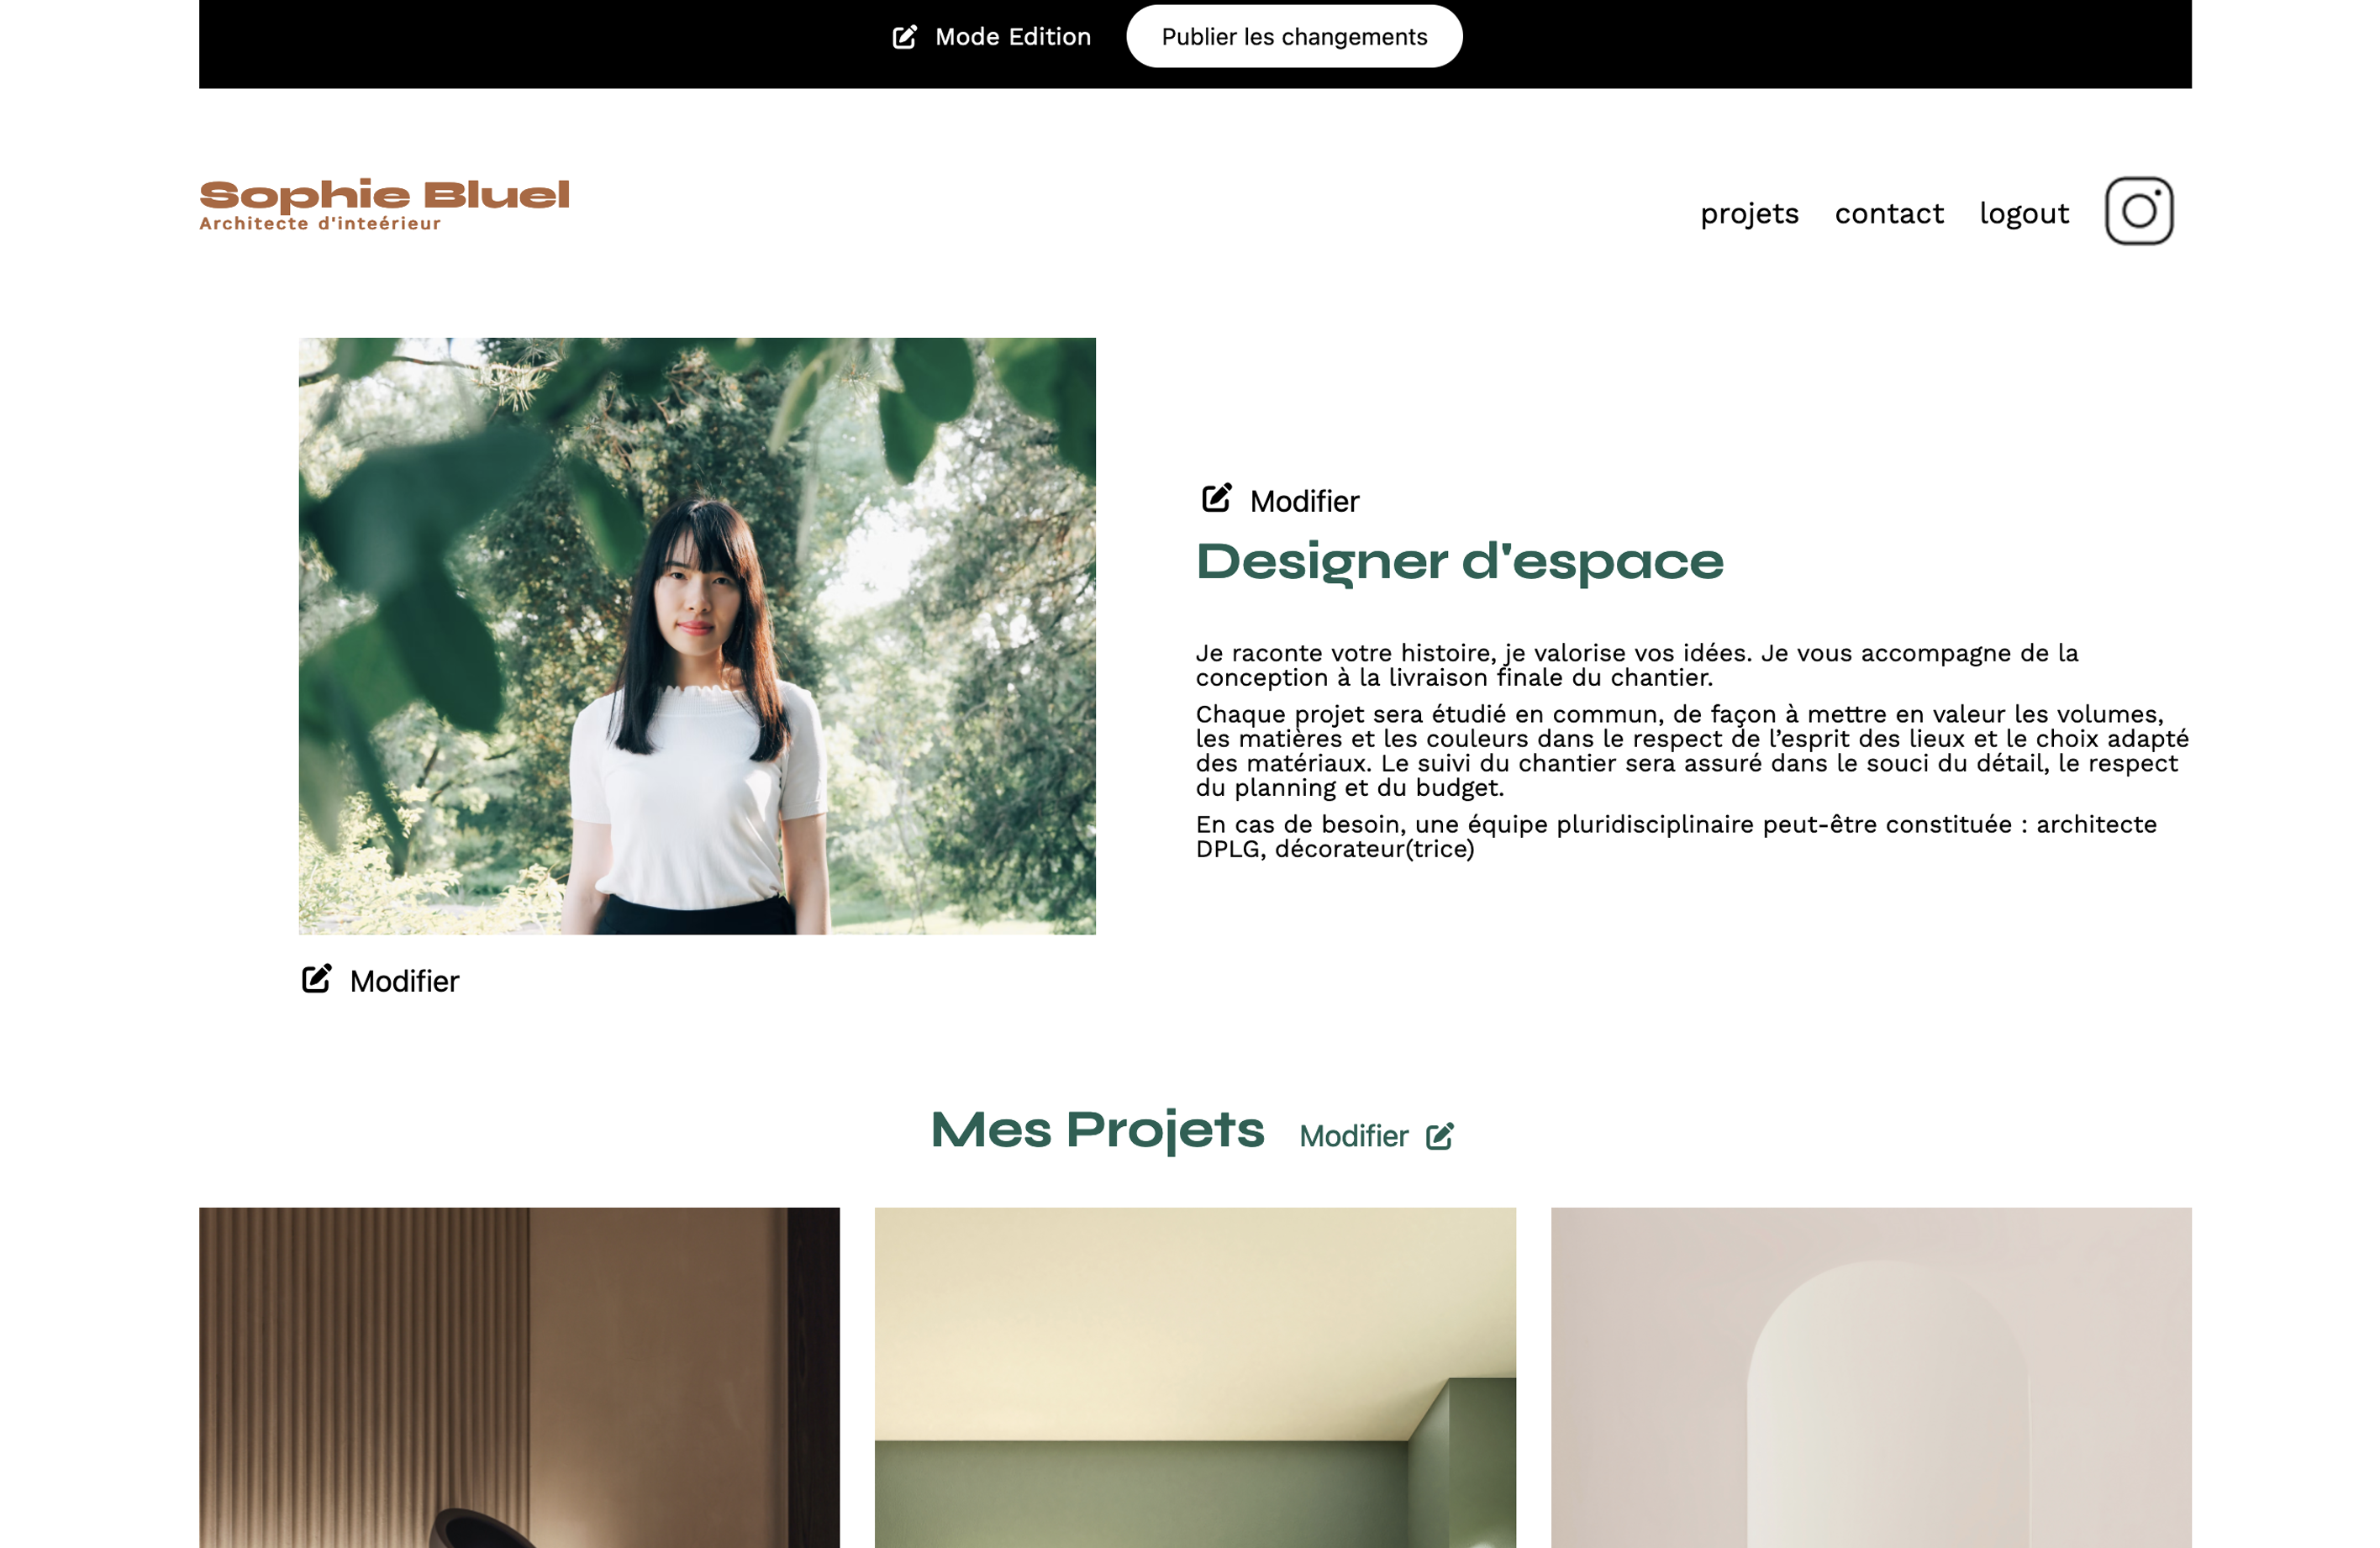 Mode Edition Publier les changements
Sophie Bluel
Architecte d'inteérieur
projets contact logout
Modifier
Designer d'espace
Je raconte votre histoire, je valorise vos idées. Je vous accompagne de la
conception à la livraison finale du chantier.
Chaque projet sera étudié en commun, de façon à mettre en valeur les volumes,
les matières et les couleurs dans le respect de l’esprit des lieux et le choix adapté
des matériaux. Le suivi du chantier sera assuré dans le souci du détail, le respect
du planning et du budget.
En cas de besoin, une équipe pluridisciplinaire peut-être constituée : architecte
DPLG, décorateur(trice)
Modifier
Mes Projets Modifier